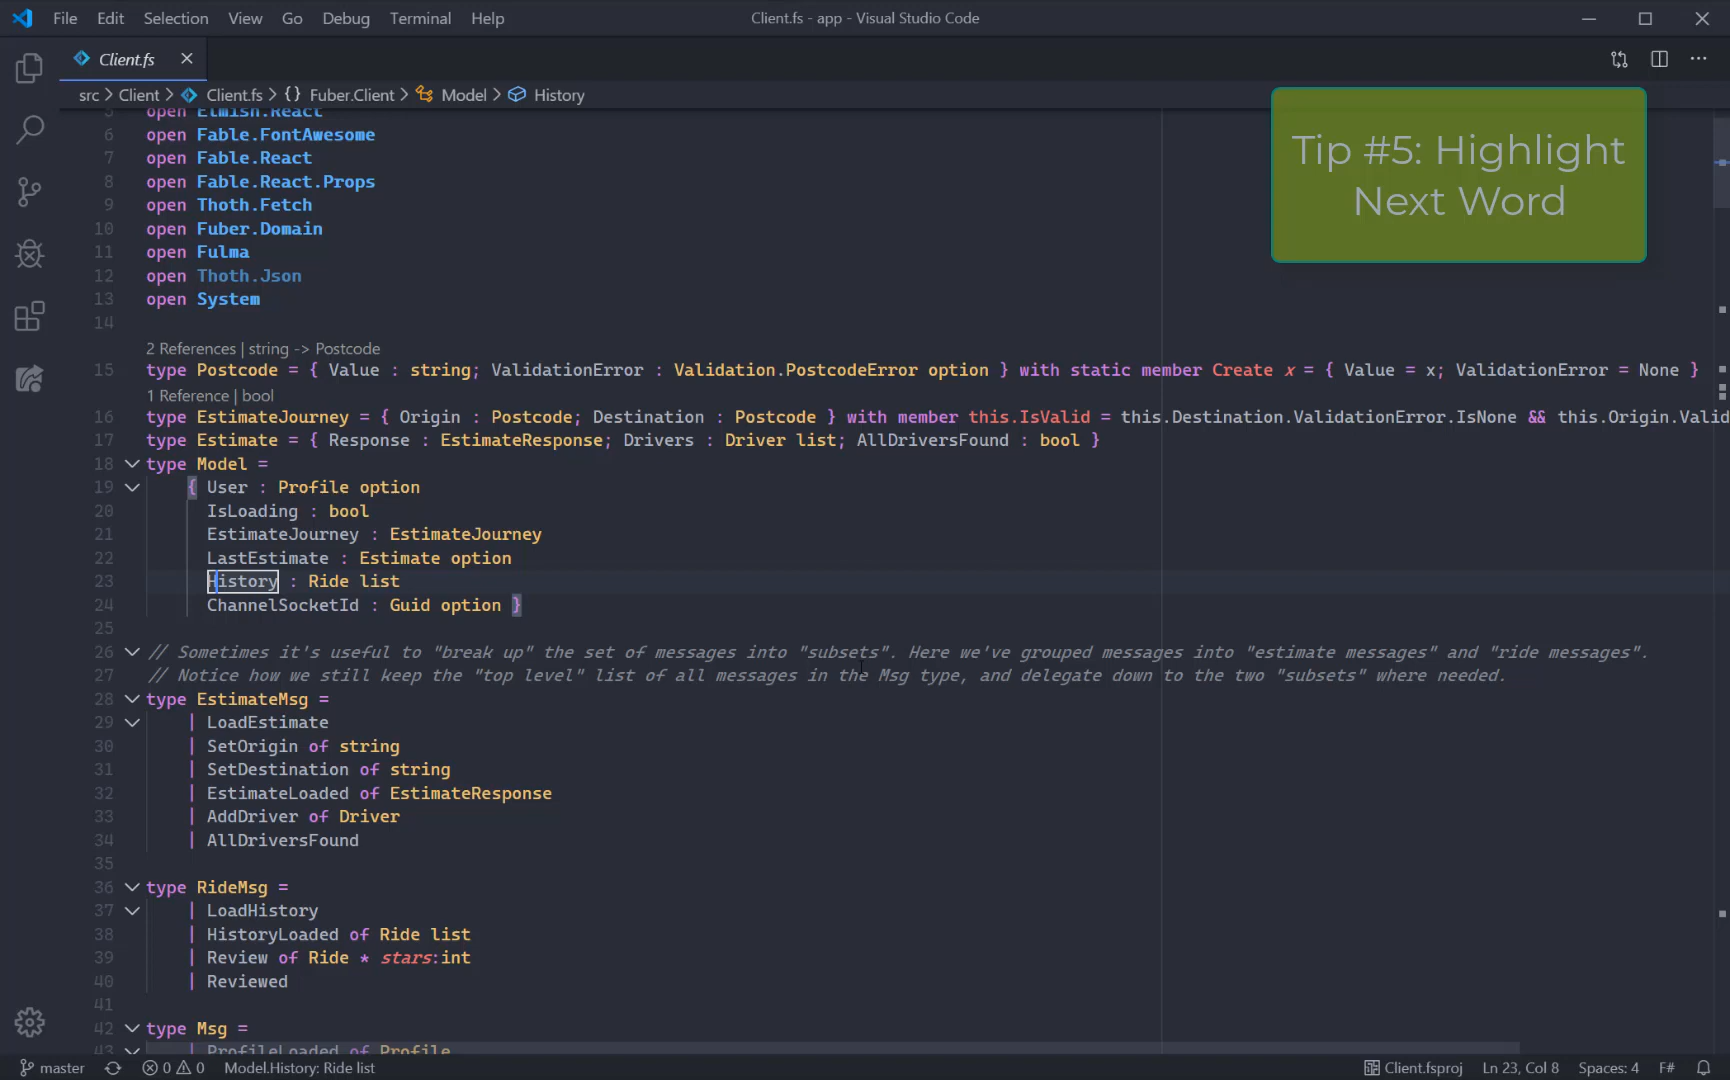 File Edit Selection View Go Debug Terminal Help
Client.fs - app - Visual Studio Code
Client.fs
src > Client > Client.fs > {} Fuber.Client > Model > History
Tip #5: Highlight
Next Word
5 open Elmish.React
6 open Fable.FontAwesome
7 open Fable.React
8 open Fable.React.Props
9 open Thoth.Fetch
10 open Fuber.Domain
11 open Fulma
12 open Thoth.Json
13 open System
14
2 References | string -> Postcode
15 type Postcode = { Value : string; ValidationError : Validation.PostcodeError option } with static member Create x = { Value = x; ValidationError = None }
1 Reference | bool
16 type EstimateJourney = { Origin : Postcode; Destination : Postcode } with member this.IsValid = this.Destination.ValidationError.IsNone && this.Origin.Valid
17 type Estimate = { Response : EstimateResponse; Drivers : Driver list; AllDriversFound : bool }
18 type Model =
19 { User : Profile option
20 IsLoading : bool
21 EstimateJourney : EstimateJourney
22 LastEstimate : Estimate option
23 History : Ride list
24 ChannelSocketId : Guid option }
25
26 // Sometimes it's useful to "break up" the set of messages into "subsets". Here we've grouped messages into "estimate messages" and "ride messages".
27 // Notice how we still keep the "top level" list of all messages in the Msg type, and delegate down to the two "subsets" where needed.
28 type EstimateMsg =
29 | LoadEstimate
30 | SetOrigin of string
31 | SetDestination of string
32 | EstimateLoaded of EstimateResponse
33 | AddDriver of Driver
34 | AllDriversFound
35
36 type RideMsg =
37 | LoadHistory
38 | HistoryLoaded of Ride list
39 | Review of Ride * stars:int
40 | Reviewed
41
42 type Msg =
43 | ProfileLoaded of Profile
master 0 0 Model.History: Ride list
Client.fsproj Ln 23, Col 8 Spaces: 4 F#